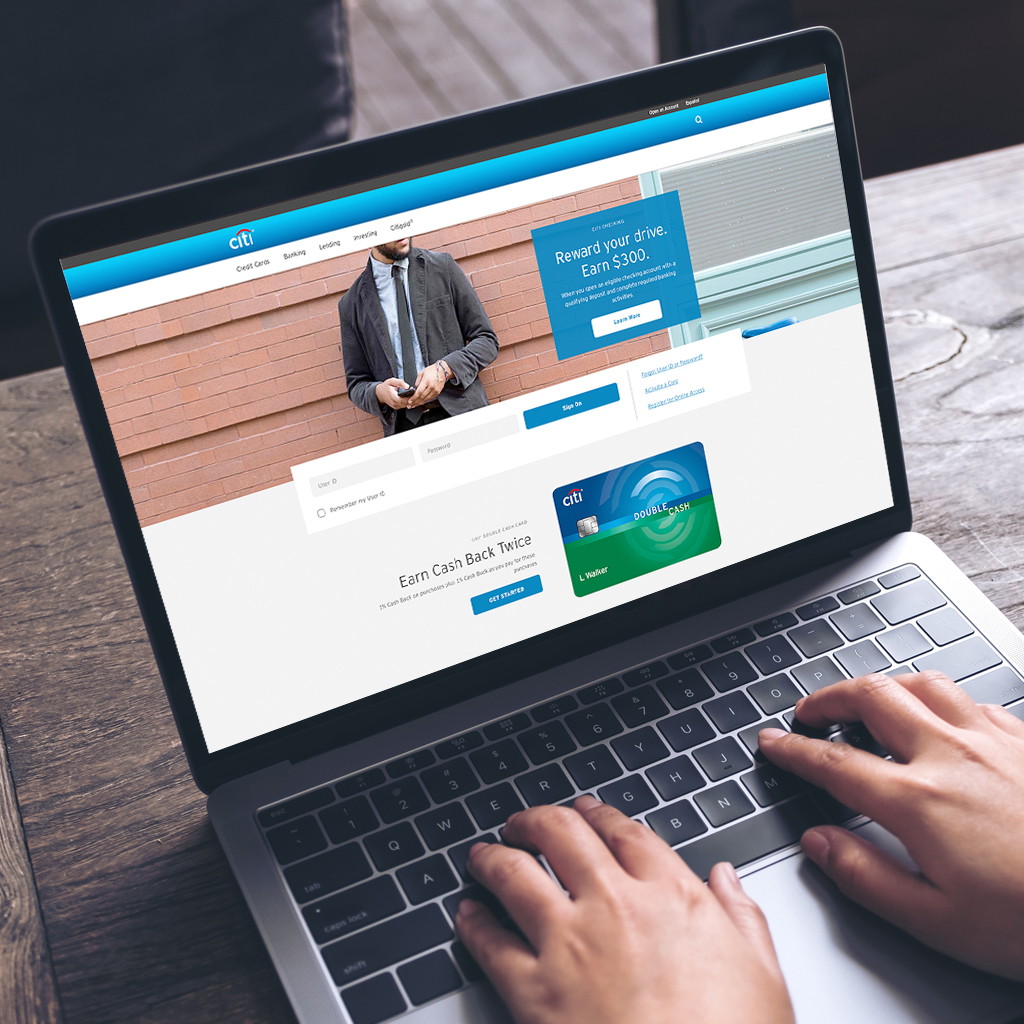 Open an Account Español
citi
Credit Cards Banking Lending Investing Citigold®
CITI CHECKING
Reward your drive.
Earn $300.
When you open an eligible checking account with a
qualifying deposit and complete required banking
activities.
Learn More
User ID
Password
Sign On
Remember my User ID
Forgot User ID or Password?
Activate a Card
Register for Online Access
CITI® DOUBLE CASH CARD
Earn Cash Back Twice
1% Cash Back on purchases plus 1% Cash Back as you pay for those
purchases
GET STARTED
citi
DOUBLE CASH
L Walker
esc
~ ! 1 @ 2 # 3 $ 4 % 5 ^ 6 & 7 * 8 ( 9 ) 0
tab Q W E R T Y U I O P
caps lock A G H J
shift B N M